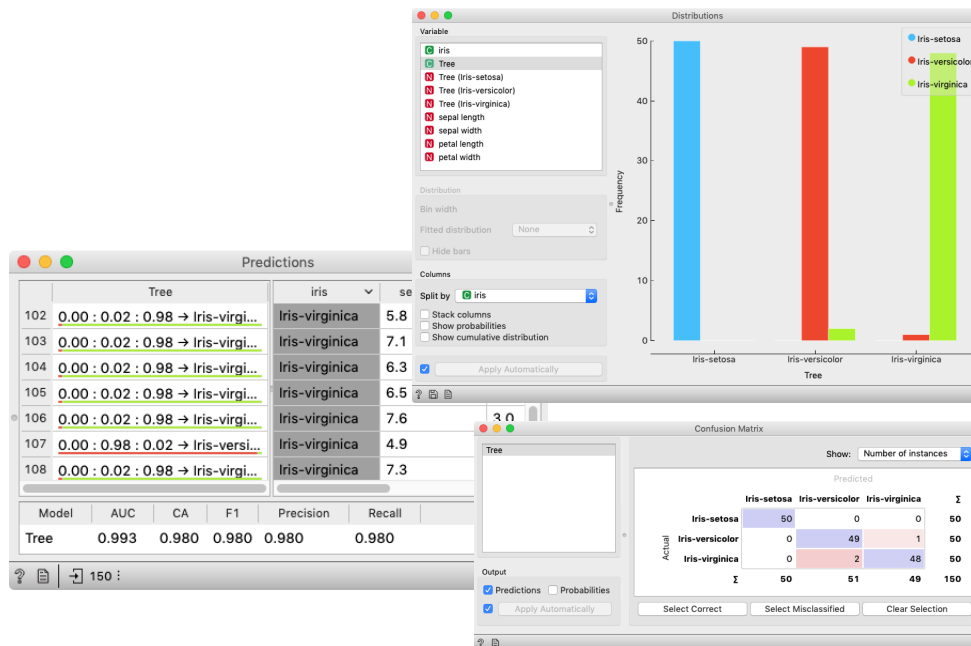 Distributions
Variable
C iris
C Tree
N Tree (Iris-setosa)
N Tree (Iris-versicolor)
N Tree (Iris-virginica)
N sepal length
N sepal width
N petal length
N petal width
Distribution
Bin width
Fitted distribution None
Hide bars
Columns
Split by C iris
Stack columns
Show probabilities
Show cumulative distribution
Apply Automatically
Frequency
50
40
30
20
10
0
Iris-setosa Iris-versicolor Iris-virginica
Tree
Iris-setosa
Iris-versicolor
Iris-virginica
Predictions
Tree iris se
102 0.00 : 0.02 : 0.98 → Iris-virgi... Iris-virginica 5.8
103 0.00 : 0.02 : 0.98 → Iris-virgi... Iris-virginica 7.1
104 0.00 : 0.02 : 0.98 → Iris-virgi... Iris-virginica 6.3
105 0.00 : 0.02 : 0.98 → Iris-virgi... Iris-virginica 6.5
106 0.00 : 0.02 : 0.98 → Iris-virgi... Iris-virginica 7.6 3.0
107 0.00 : 0.98 : 0.02 → Iris-versi... Iris-virginica 4.9
108 0.00 : 0.02 : 0.98 → Iris-virgi... Iris-virginica 7.3
Model AUC CA F1 Precision Recall
Tree 0.993 0.980 0.980 0.980 0.980
? 150
Confusion Matrix
Tree
Output
Predictions Probabilities
Apply Automatically
Show: Number of instances
Predicted
Iris-setosa Iris-versicolor Iris-virginica Σ
Actual
Iris-setosa 50 0 0 50
Iris-versicolor 0 49 1 50
Iris-virginica 0 2 48 50
Σ 50 51 49 150
Select Correct Select Misclassified Clear Selection
?